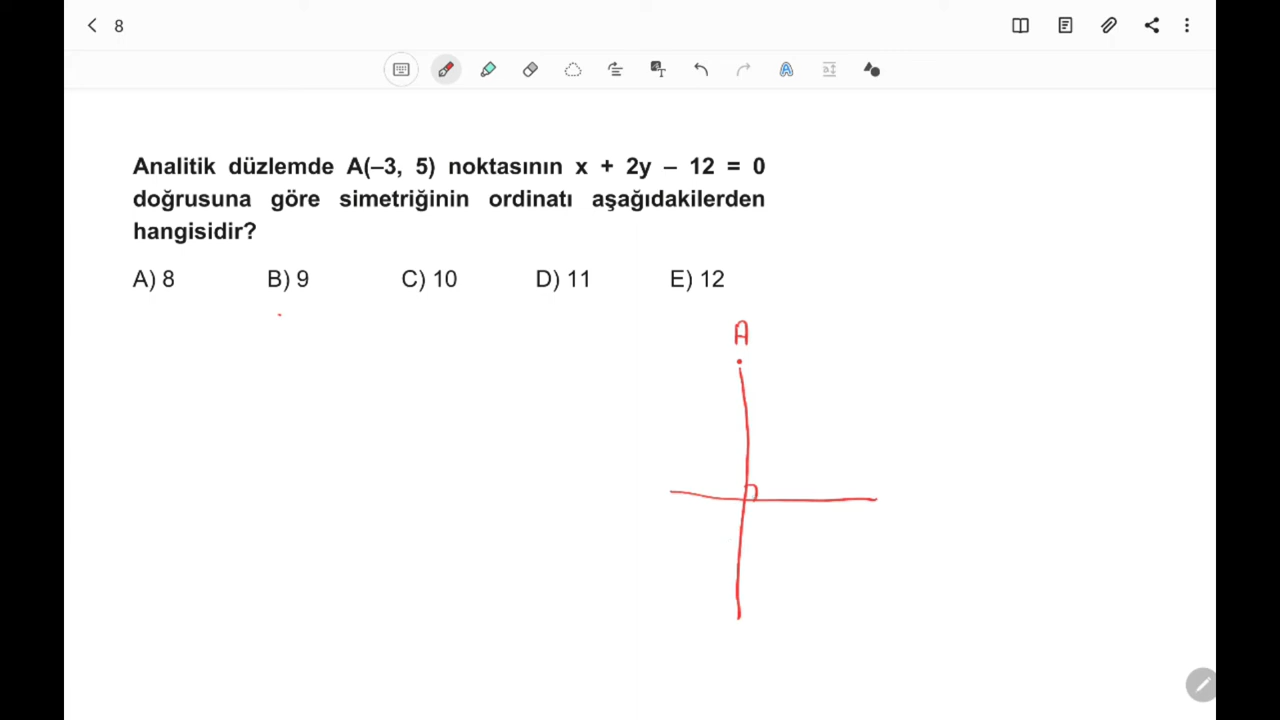 8
Analitik düzlemde A(–3, 5) noktasının x + 2y – 12 = 0
doğrusuna göre simetriğinin ordinatı aşağıdakilerden
hangisidir?
A) 8 B) 9 C) 10 D) 11 E) 12
A